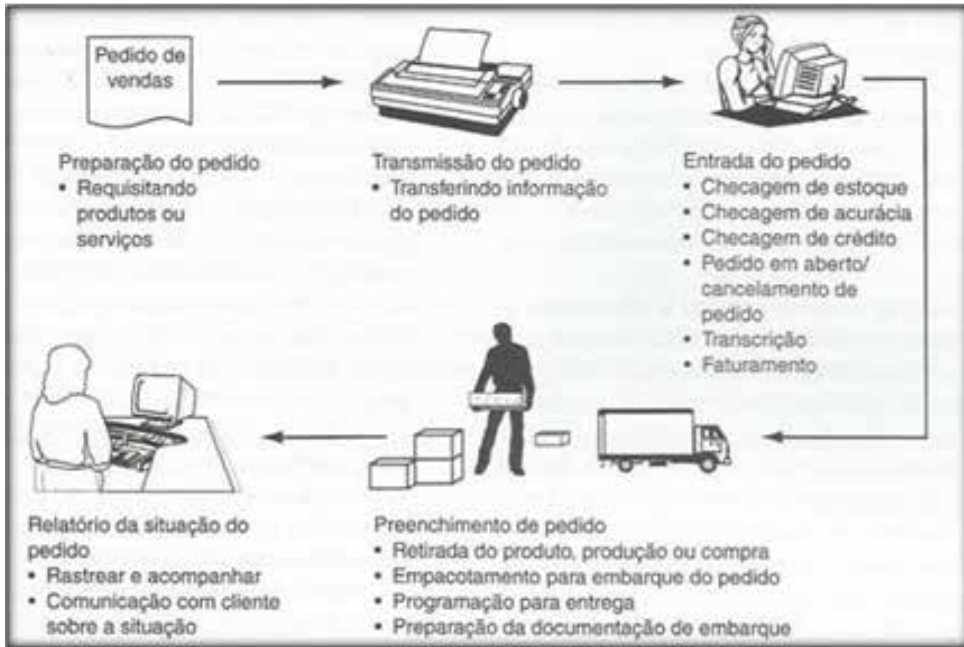 Pedido de
vendas
Preparação do pedido
• Requisitando
produtos ou
serviços
Transmissão do pedido
• Transferindo informação
do pedido
Entrada do pedido
• Checagem de estoque
• Checagem de acurácia
• Checagem de crédito
• Pedido em aberto/
cancelamento de
pedido
• Transcrição
• Faturamento
Preenchimento de pedido
• Retirada do produto, produção ou compra
• Empacotamento para embarque do pedido
• Programação para entrega
• Preparação da documentação de embarque
Relatório da situação do
pedido
• Rastrear e acompanhar
• Comunicação com cliente
sobre a situação